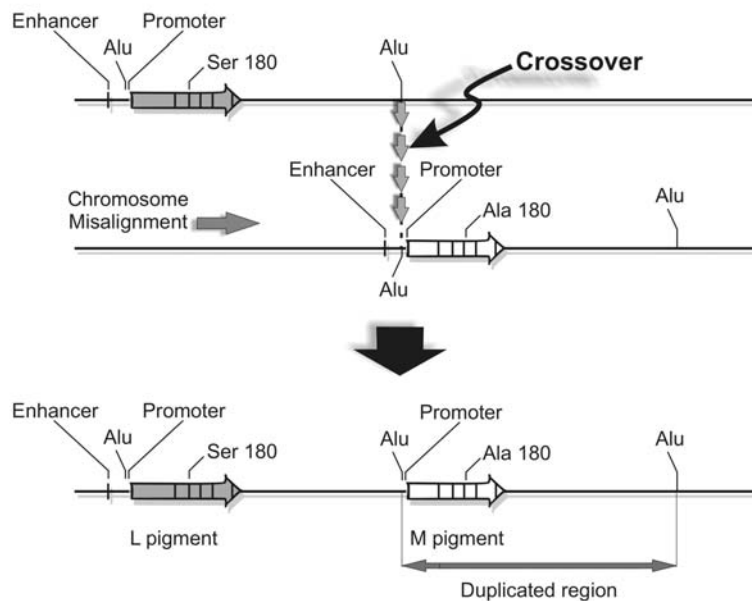 Enhancer
Promoter
Alu
Ser 180
Alu
Crossover
Enhancer
Promoter
Chromosome
Misalignment
Ala 180
Alu
Alu
Enhancer
Promoter
Promoter
Alu
Ser 180
Alu
Ala 180
Alu
L pigment
M pigment
Duplicated region